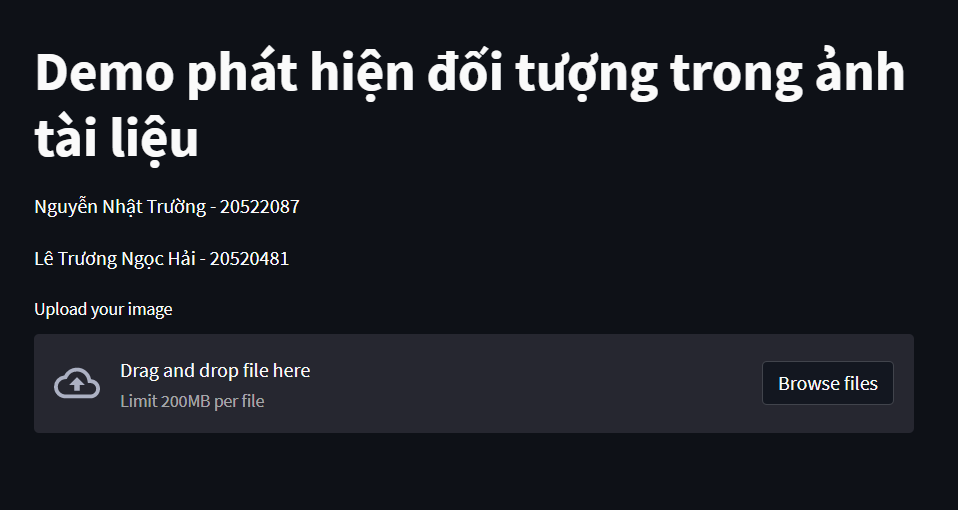 Demo phát hiện đối tượng trong ảnh
tài liệu
Nguyễn Nhật Trường - 20522087
Lê Trương Ngọc Hải - 20520481
Upload your image
Drag and drop file here
Limit 200MB per file
Browse files